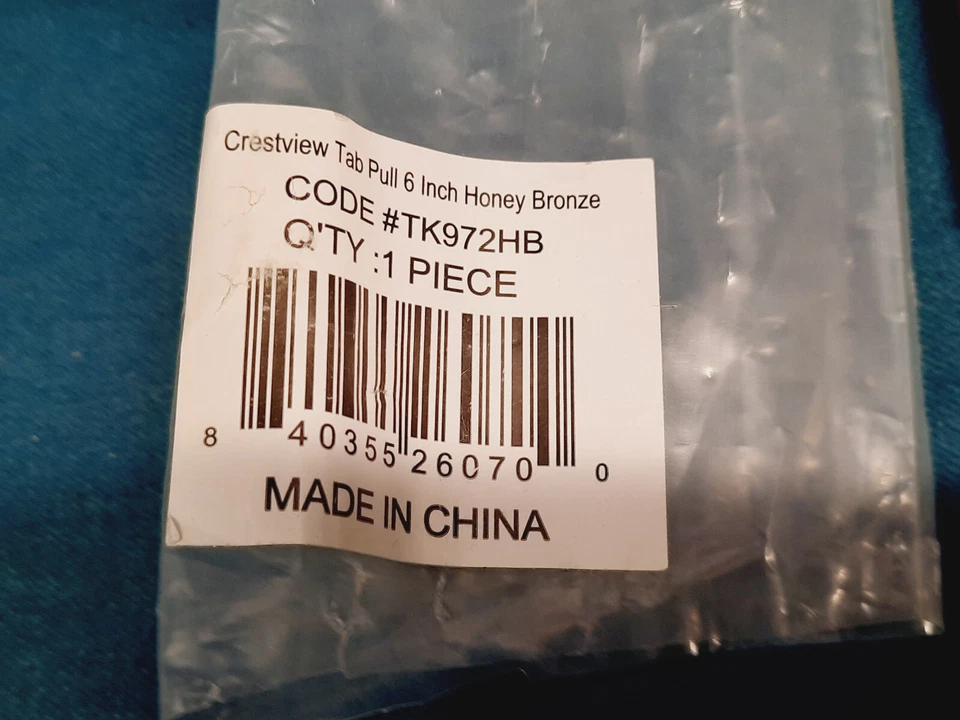 Crestview Tab Pull 6 Inch Honey Bronze
CODE #TK972HB
Q'TY :1 PIECE
8 40355 26070 0
MADE IN CHINA